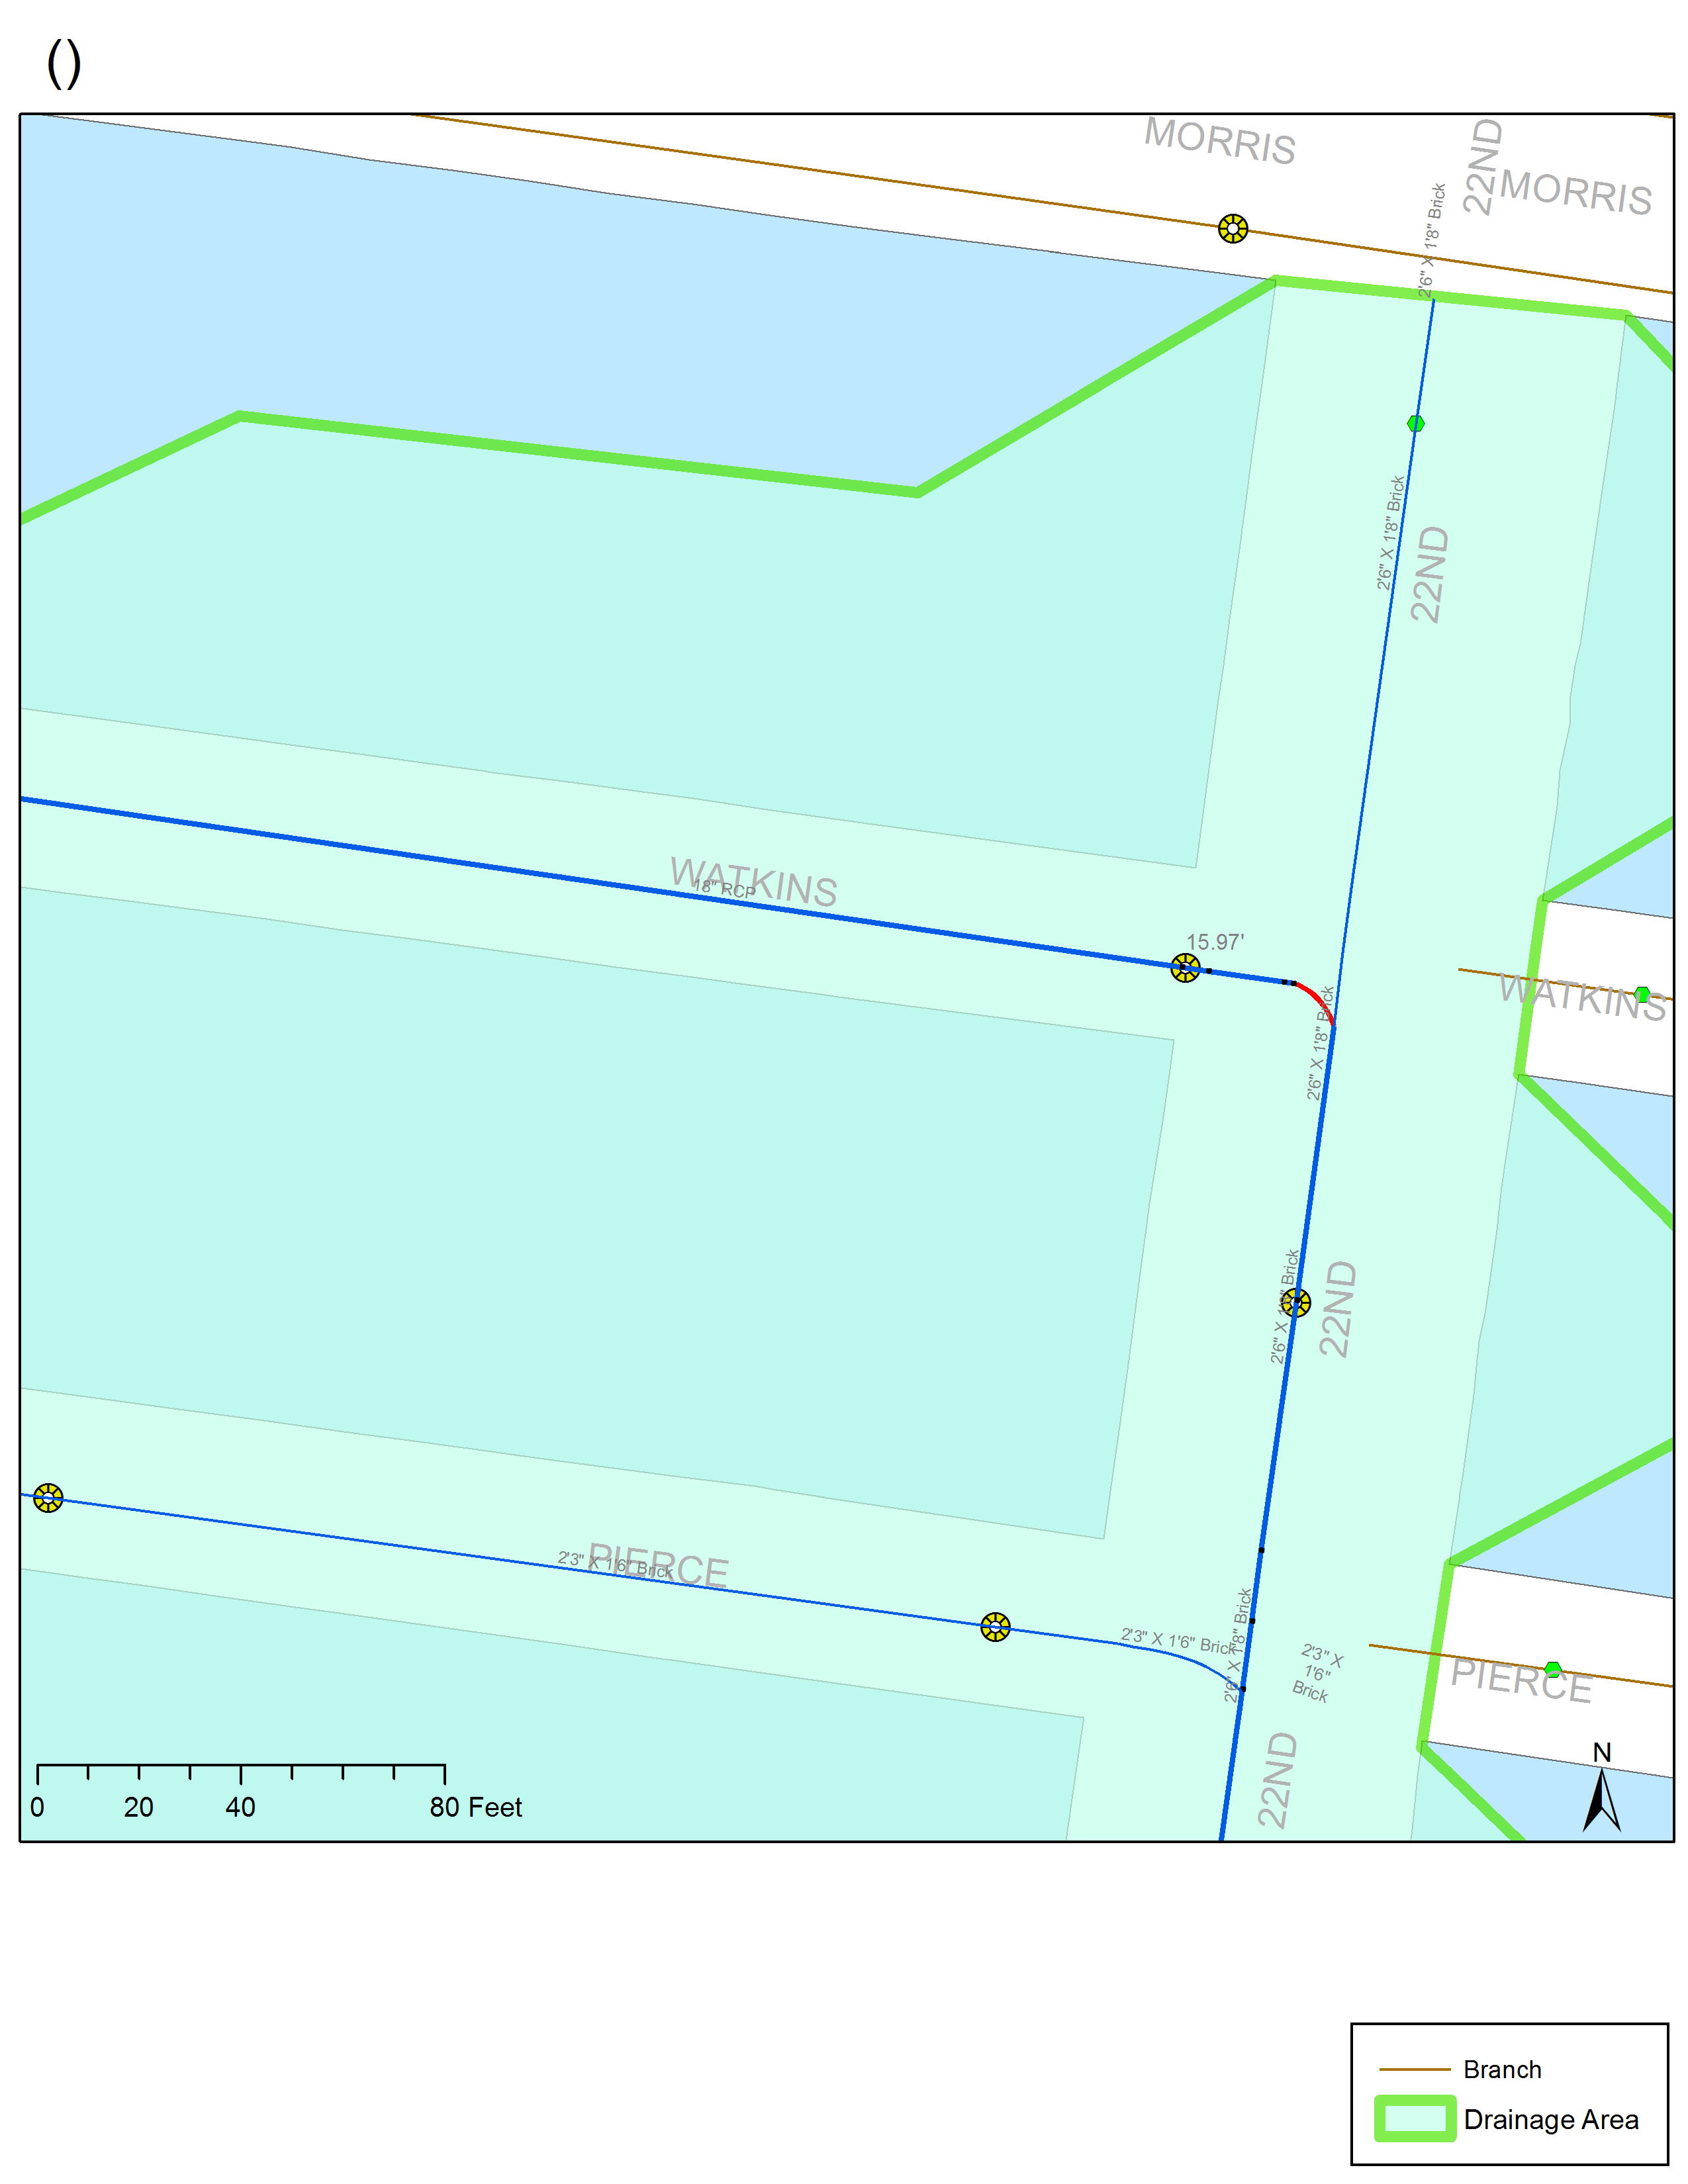 ()
MORRIS
22ND
MORRIS
2'6" X 1'8" Brick
2'6" X 1'8" Brick
22ND
WATKINS
18" RCP
15.97'
WATKINS
2'6" X 1'8" Brick
2'6" X 1'8" Brick
22ND
PIERCE
2'3" X 1'6" Brick
2'3" X 1'6" Brick
2'6" X 1'8" Brick
2'3" X
1'6"
Brick
PIERCE
22ND
N
0 20 40 80 Feet
Branch
Drainage Area